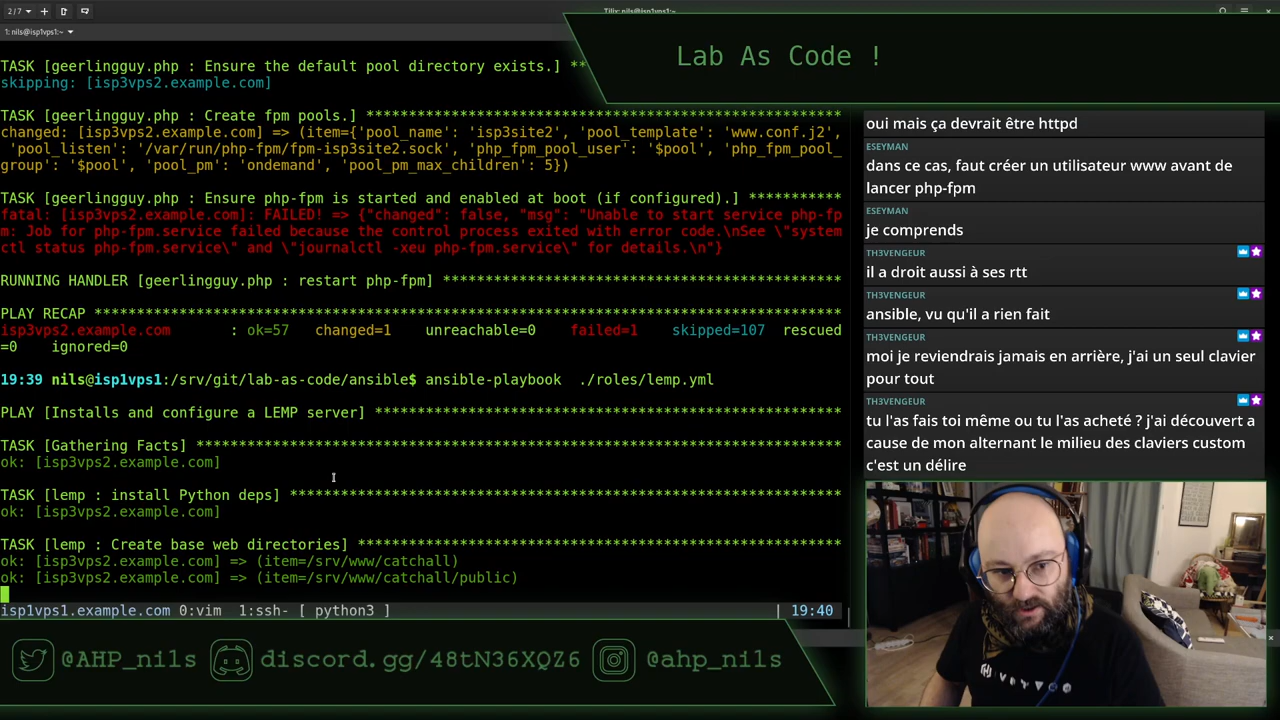 2/7
Tilix: nils@isp1vps1:~
1: nils@isp1vps1:~
Lab As Code !
TASK [geerlingguy.php : Ensure the default pool directory exists.] **
skipping: [isp3vps2.example.com]
TASK [geerlingguy.php : Create fpm pools.] *******************************************************
changed: [isp3vps2.example.com] => (item={'pool_name': 'isp3site2', 'pool_template': 'www.conf.j2',
'pool_listen': '/var/run/php-fpm/fpm-isp3site2.sock', 'php_fpm_pool_user': '$pool', 'php_fpm_pool_
group': '$pool', 'pool_pm': 'ondemand', 'pool_pm_max_children': 5})
TASK [geerlingguy.php : Ensure php-fpm is started and enabled at boot (if configured).] ***********
fatal: [isp3vps2.example.com]: FAILED! => {"changed": false, "msg": "Unable to start service php-fp
m: Job for php-fpm.service failed because the control process exited with error code.\nSee \"system
ctl status php-fpm.service\" and \"journalctl -xeu php-fpm.service\" for details.\n"}
RUNNING HANDLER [geerlingguy.php : restart php-fpm] ***********************************************
PLAY RECAP ****************************************************************************************
isp3vps2.example.com : ok=57 changed=1 unreachable=0 failed=1 skipped=107 rescued
=0 ignored=0
19:39 nils@isp1vps1:/srv/git/lab-as-code/ansible$ ansible-playbook ./roles/lemp.yml
PLAY [Installs and configure a LEMP server] *******************************************************
TASK [Gathering Facts] ****************************************************************************
ok: [isp3vps2.example.com]
TASK [lemp : install Python deps] *****************************************************************
ok: [isp3vps2.example.com]
TASK [lemp : Create base web directories] *********************************************************
ok: [isp3vps2.example.com] => (item=/srv/www/catchall)
ok: [isp3vps2.example.com] => (item=/srv/www/catchall/public)
isp1vps1.example.com 0:vim 1:ssh- [ python3 ] | 19:40
oui mais ça devrait être httpd
ESEYMAN
dans ce cas, faut créer un utilisateur www avant de
lancer php-fpm
ESEYMAN
je comprends
TH3VENGEUR
il a droit aussi à ses rtt
TH3VENGEUR
ansible, vu qu'il a rien fait
TH3VENGEUR
moi je reviendrais jamais en arrière, j'ai un seul clavier
pour tout
TH3VENGEUR
tu l'as fais toi même ou tu l'as acheté ? j'ai découvert a
cause de mon alternant le milieu des claviers custom
c'est un délire
@AHP_nils discord.gg/48tN36XQZ6 @ahp_nils